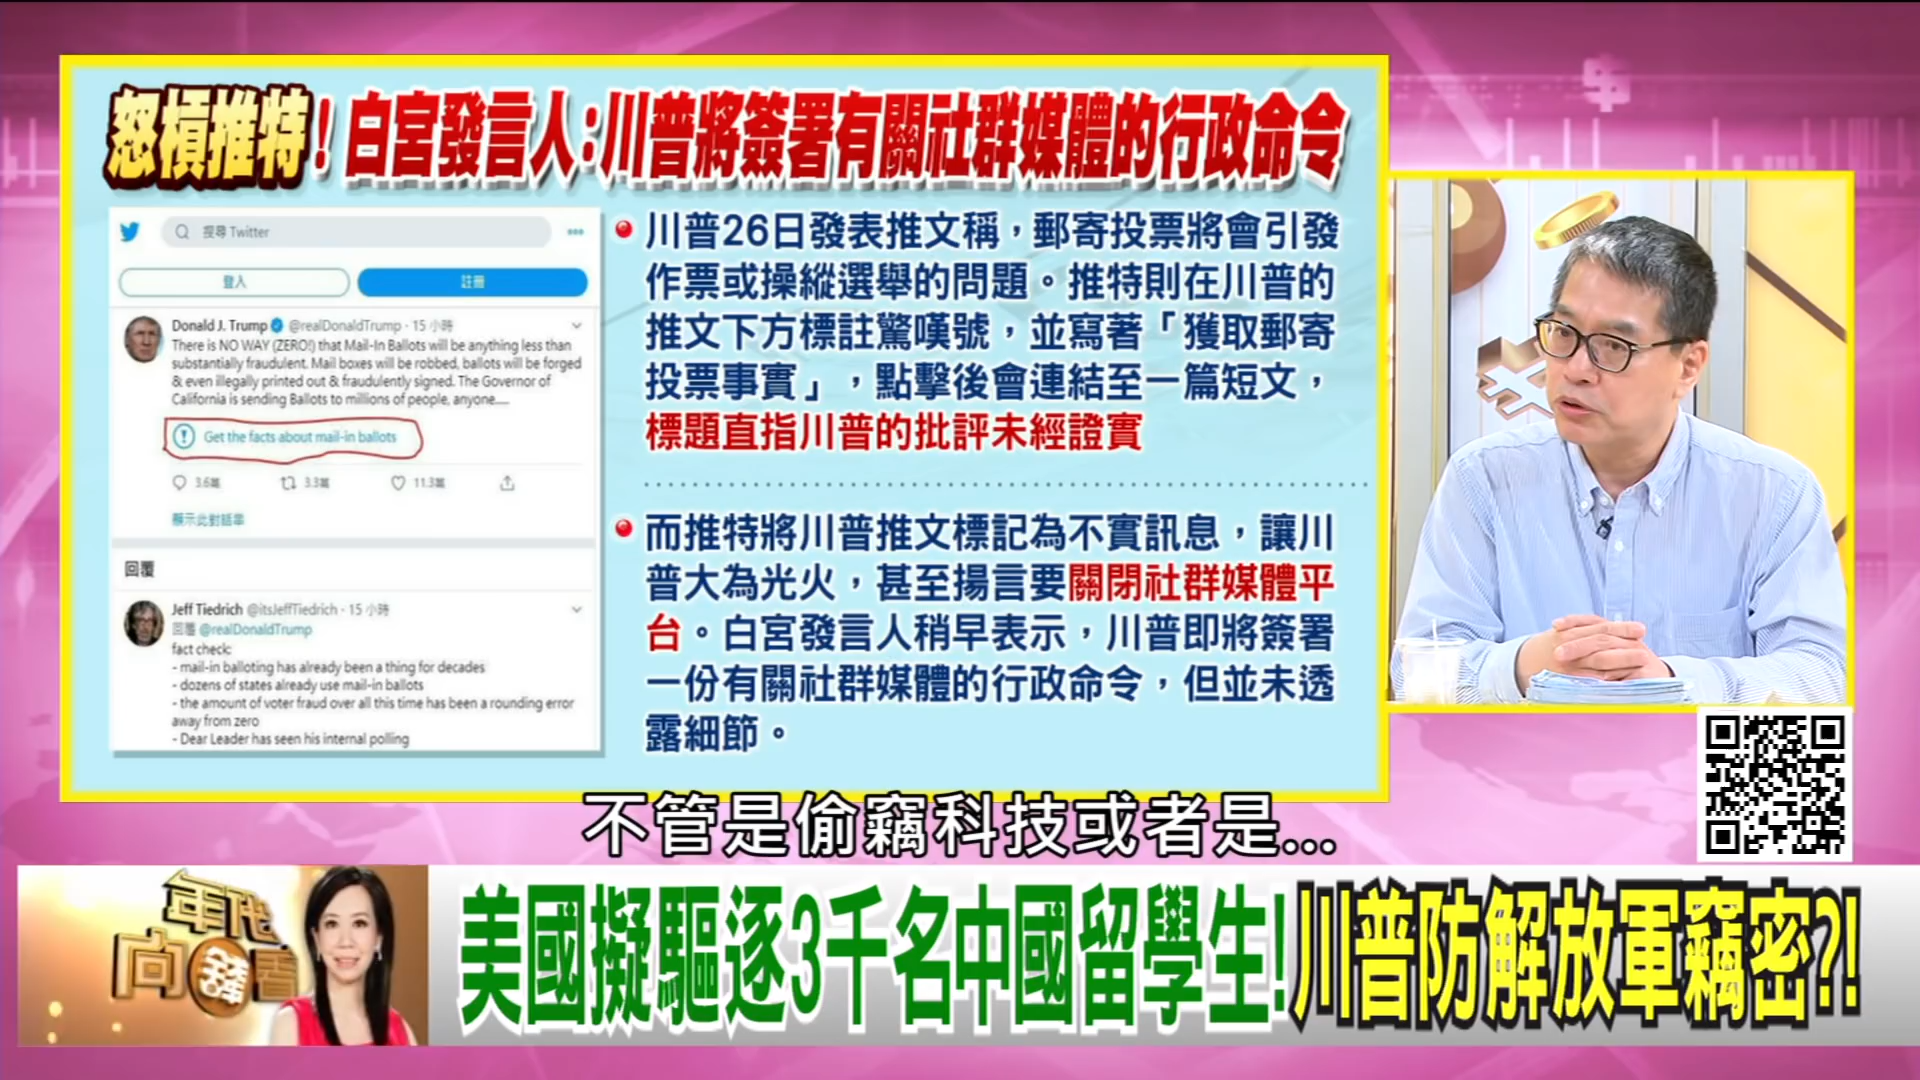 怒槓推特!白宮發言人:川普將簽署有關社群媒體的行政命令
搜尋 Twitter
登入
註冊
Donald J. Trump @realDonaldTrump · 15 小時
There is NO WAY (ZERO!) that Mail-In Ballots will be anything less than
substantially fraudulent. Mail boxes will be robbed, ballots will be forged
& even illegally printed out & fraudulently signed. The Governor of
California is sending Ballots to millions of people, anyone.....
Get the facts about mail-in ballots
3.6萬 3.3萬 11.3萬
顯示此對話串
回覆
Jeff Tiedrich @itsJeffTiedrich · 15 小時
回覆 @realDonaldTrump
fact check:
- mail-in balloting has already been a thing for decades
- dozens of states already use mail-in ballots
- the amount of voter fraud over all this time has been a rounding error
away from zero
- Dear Leader has seen his internal polling
川普26日發表推文稱，郵寄投票將會引發
作票或操縱選舉的問題。推特則在川普的
推文下方標註驚嘆號，並寫著「獲取郵寄
投票事實」，點擊後會連結至一篇短文，
標題直指川普的批評未經證實
而推特將川普推文標記為不實訊息，讓川
普大為光火，甚至揚言要關閉社群媒體平
台。白宮發言人稍早表示，川普即將簽署
一份有關社群媒體的行政命令，但並未透
露細節。
不管是偷竊科技或者是...
年代
向錢看
美國擬驅逐3千名中國留學生!川普防解放軍竊密?!